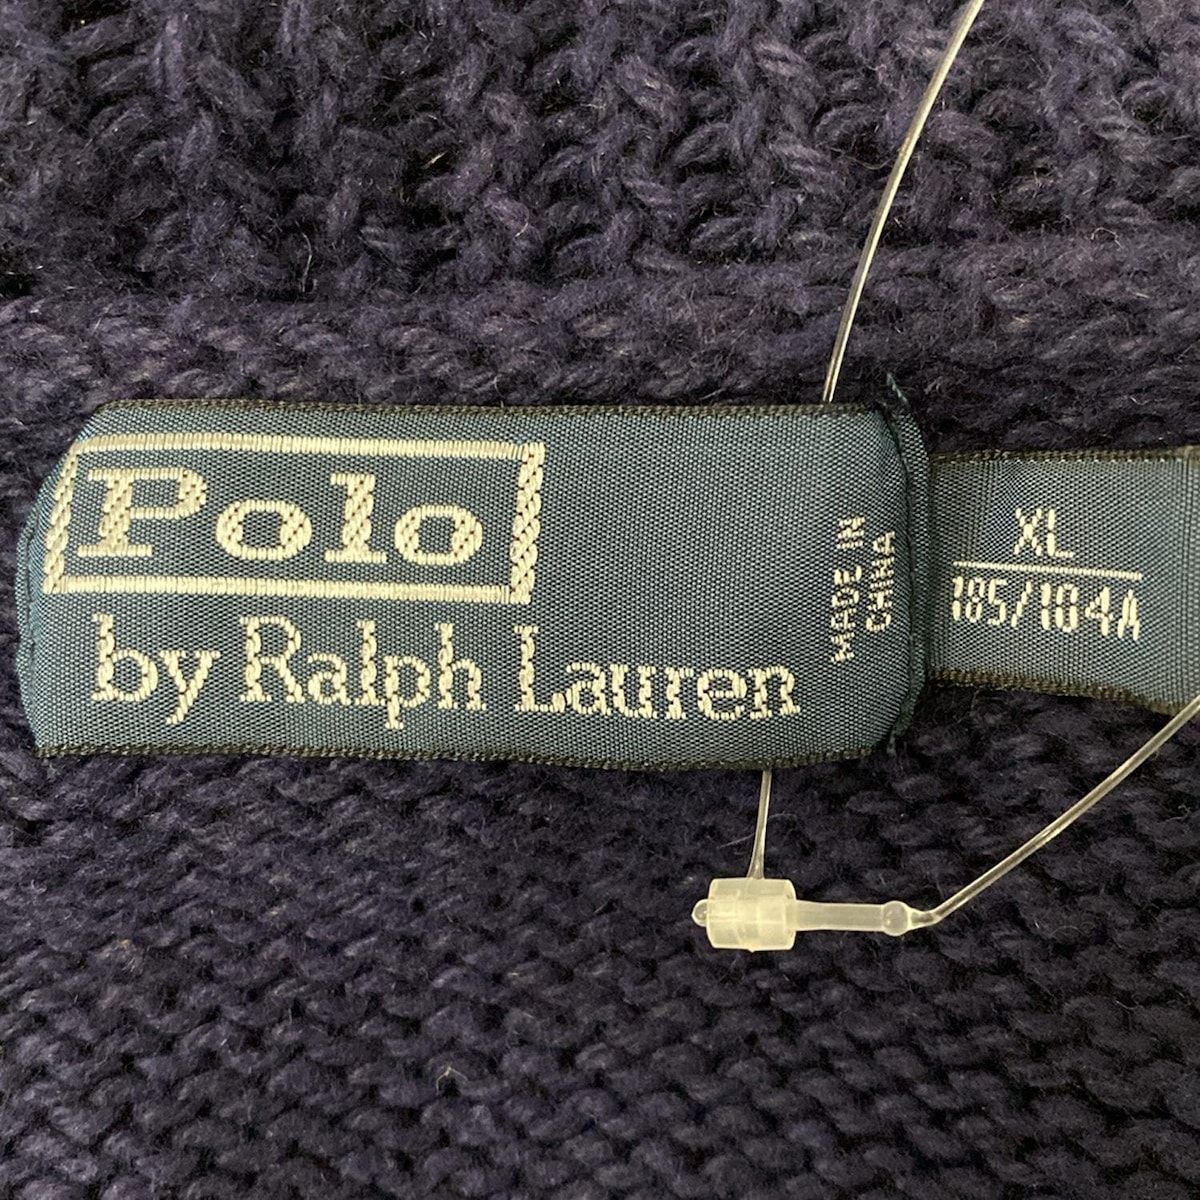 Polo
by Ralph Lauren
MADE IN
CHINA
XL
185/104A